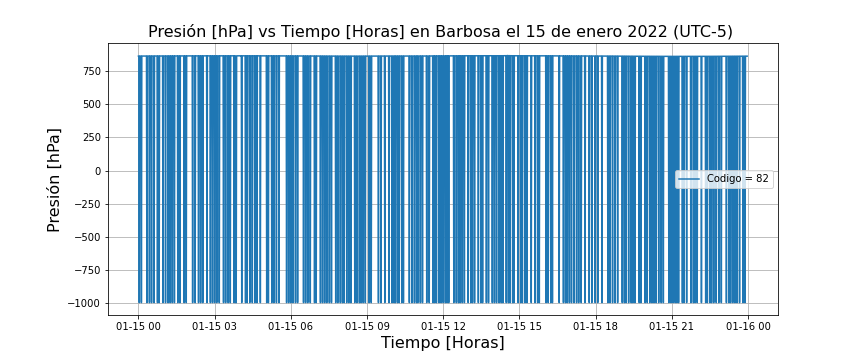 Presión [hPa] vs Tiempo [Horas] en Barbosa el 15 de enero 2022 (UTC-5)
Presión [hPa]
750
500
250
0
−250
−500
−750
−1000
Codigo = 82
01-15 00 01-15 03 01-15 06 01-15 09 01-15 12 01-15 15 01-15 18 01-15 21 01-16 00
Tiempo [Horas]